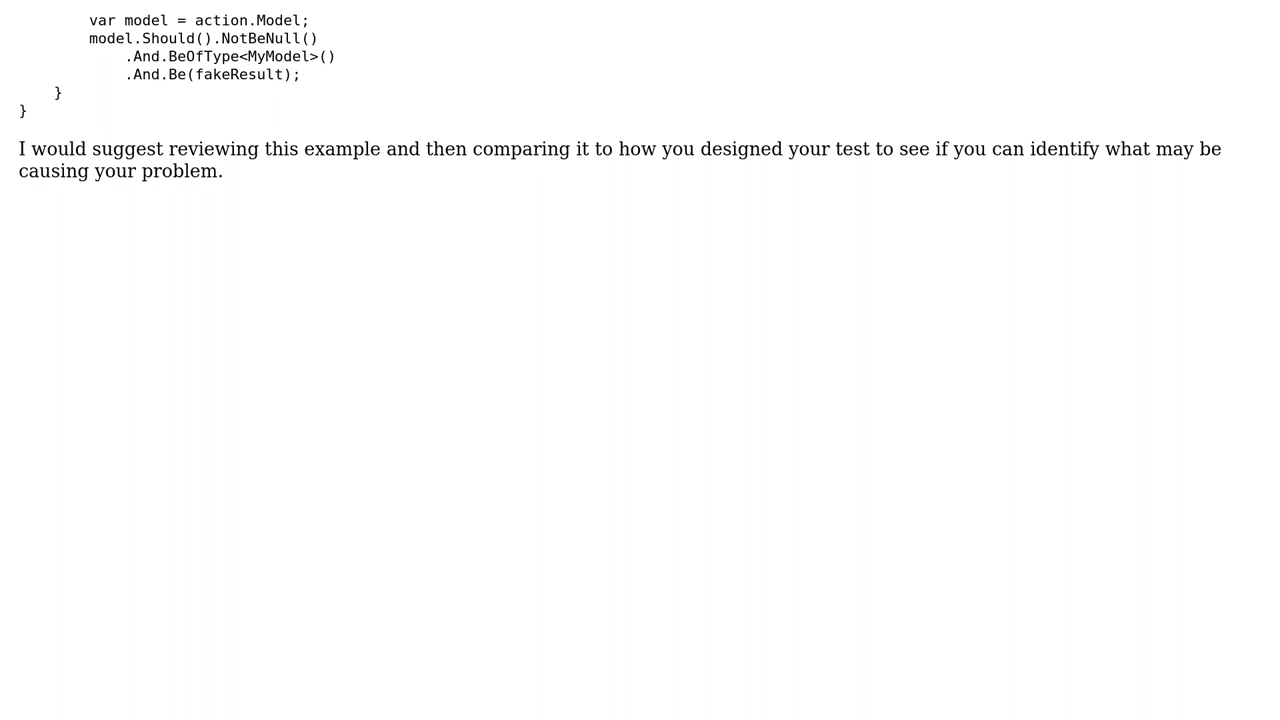 var model = action.Model;
        model.Should().NotBeNull()
            .And.BeOfType<MyModel>()
            .And.Be(fakeResult);
    }
}
I would suggest reviewing this example and then comparing it to how you designed your test to see if you can identify what may be
causing your problem.